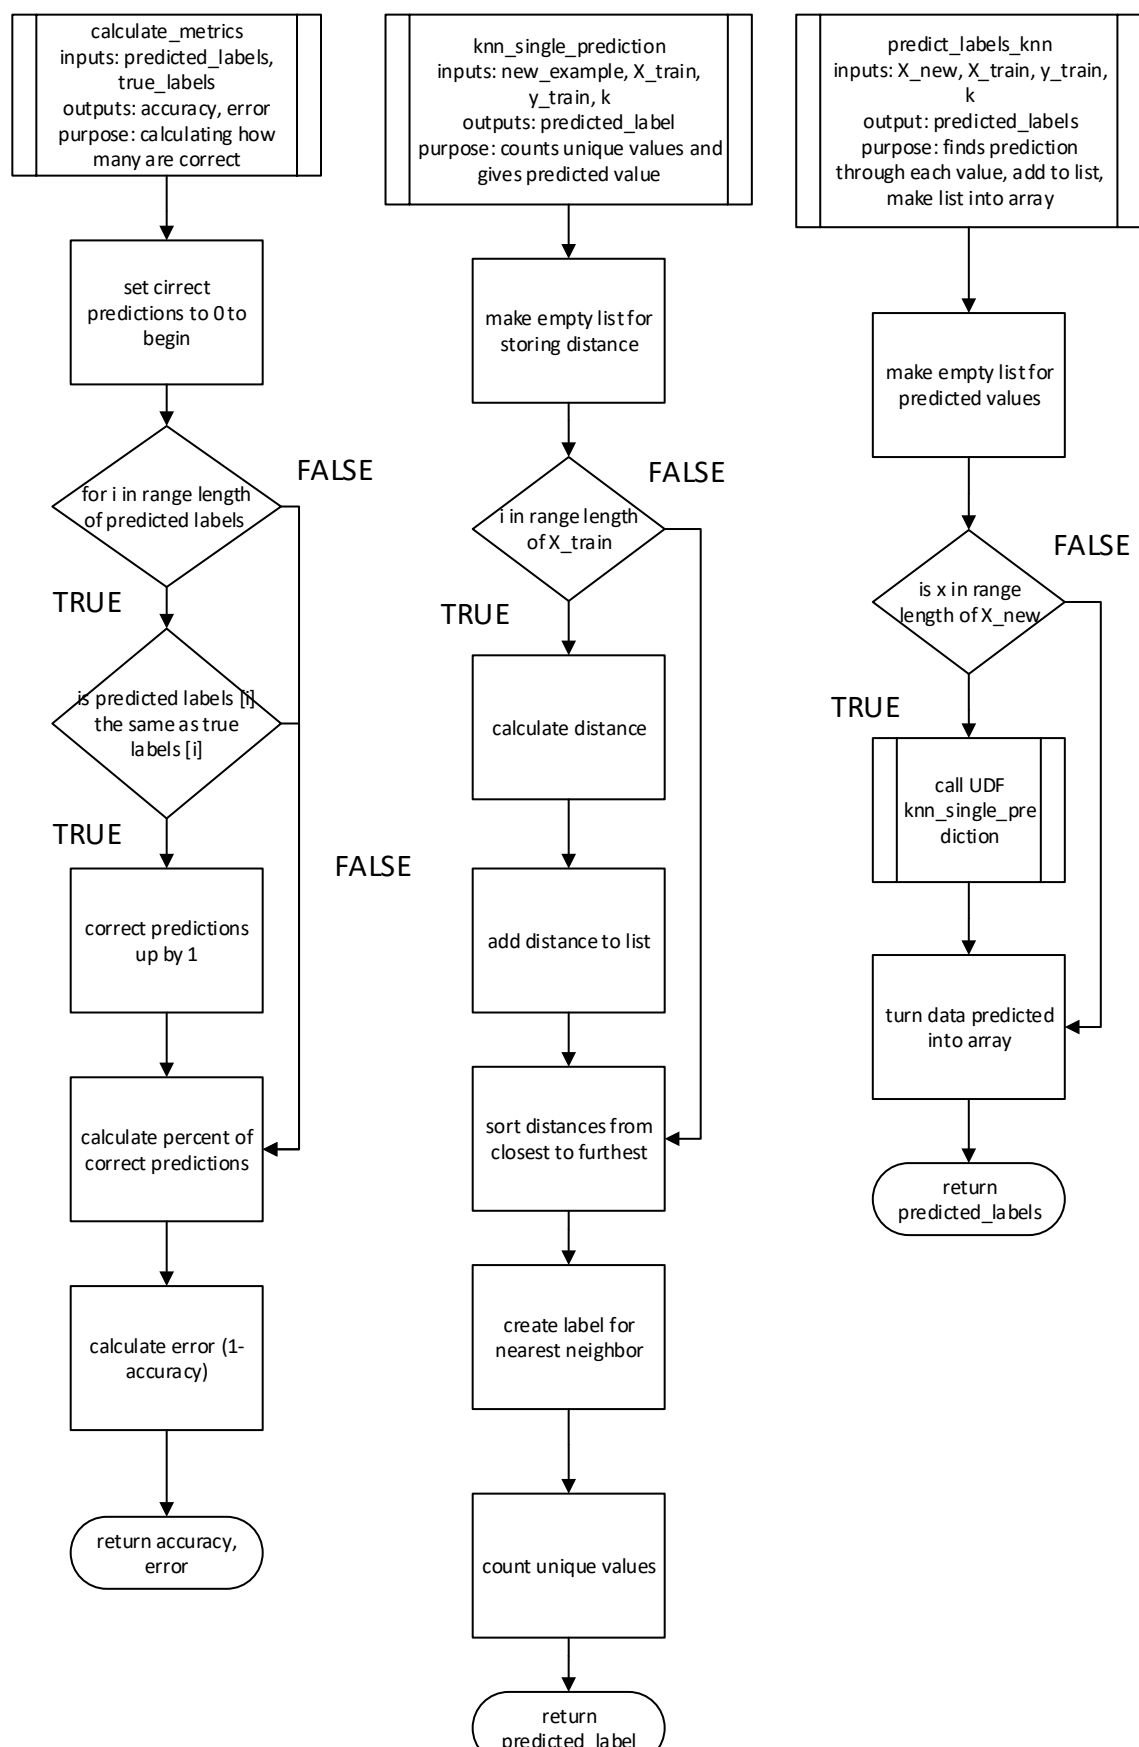 calculate_metrics
inputs: predicted_labels,
true_labels
outputs: accuracy, error
purpose: calculating how
many are correct
set cirrect
predictions to 0 to
begin
for i in range length
of predicted labels
FALSE
TRUE
is predicted labels [i]
the same as true
labels [i]
TRUE
FALSE
correct predictions
up by 1
calculate percent of
correct predictions
calculate error (1-
accuracy)
return accuracy,
error
knn_single_prediction
inputs: new_example, X_train,
y_train, k
outputs: predicted_label
purpose: counts unique values and
gives predicted value
make empty list for
storing distance
i in range length
of X_train
FALSE
TRUE
calculate distance
add distance to list
sort distances from
closest to furthest
create label for
nearest neighbor
count unique values
return
predicted_label
predict_labels_knn
inputs: X_new, X_train, y_train,
k
output: predicted_labels
purpose: finds prediction
through each value, add to list,
make list into array
make empty list for
predicted values
is x in range
length of X_new
FALSE
TRUE
call UDF
knn_single_pre
diction
turn data predicted
into array
return
predicted_labels